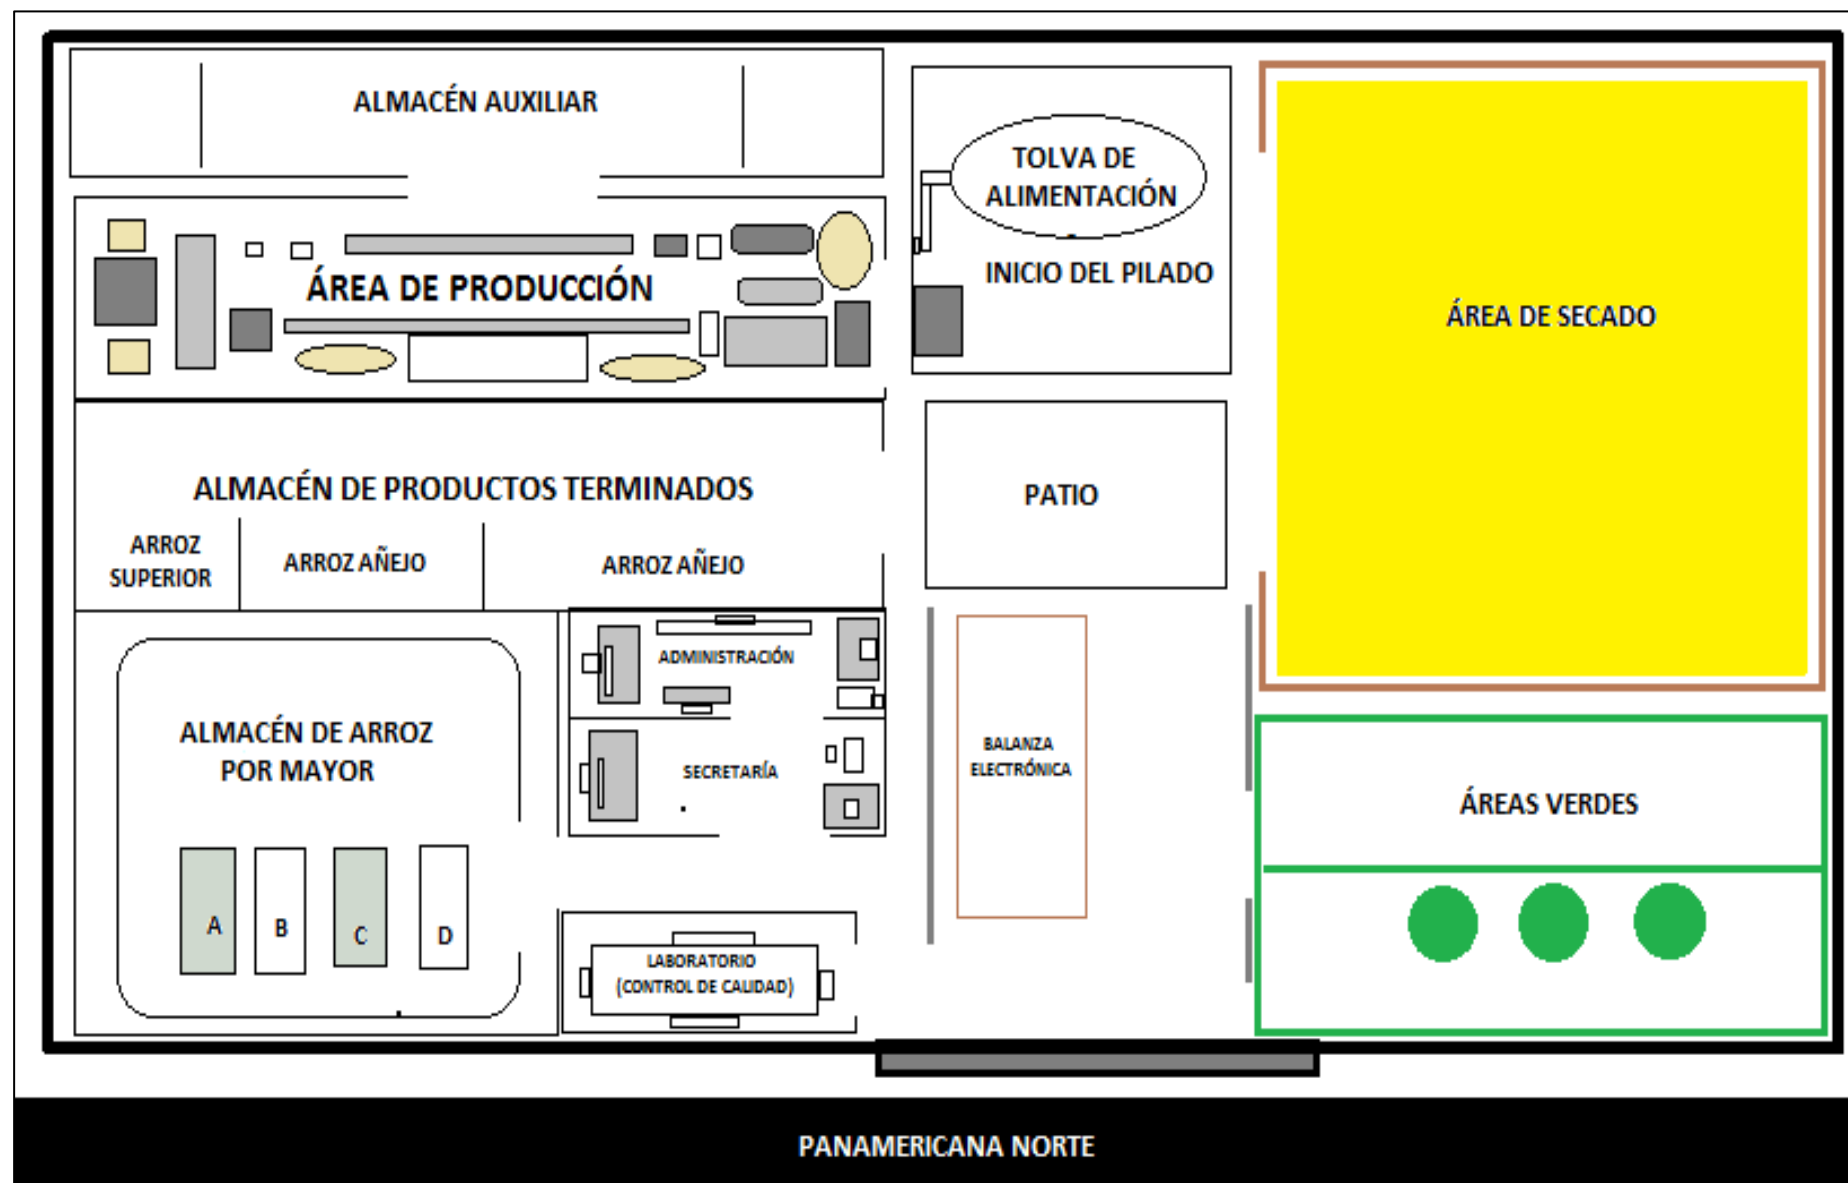 ALMACÉN AUXILIAR
TOLVA DE
ALIMENTACIÓN
INICIO DEL PILADO
ÁREA DE PRODUCCIÓN
ÁREA DE SECADO
ALMACÉN DE PRODUCTOS TERMINADOS
ARROZ
SUPERIOR
ARROZ AÑEJO
ARROZ AÑEJO
PATIO
ADMINISTRACIÓN
SECRETARÍA
ALMACÉN DE ARROZ
POR MAYOR
A
B
C
D
BALANZA
ELECTRÓNICA
ÁREAS VERDES
LABORATORIO
(CONTROL DE CALIDAD)
PANAMERICANA NORTE